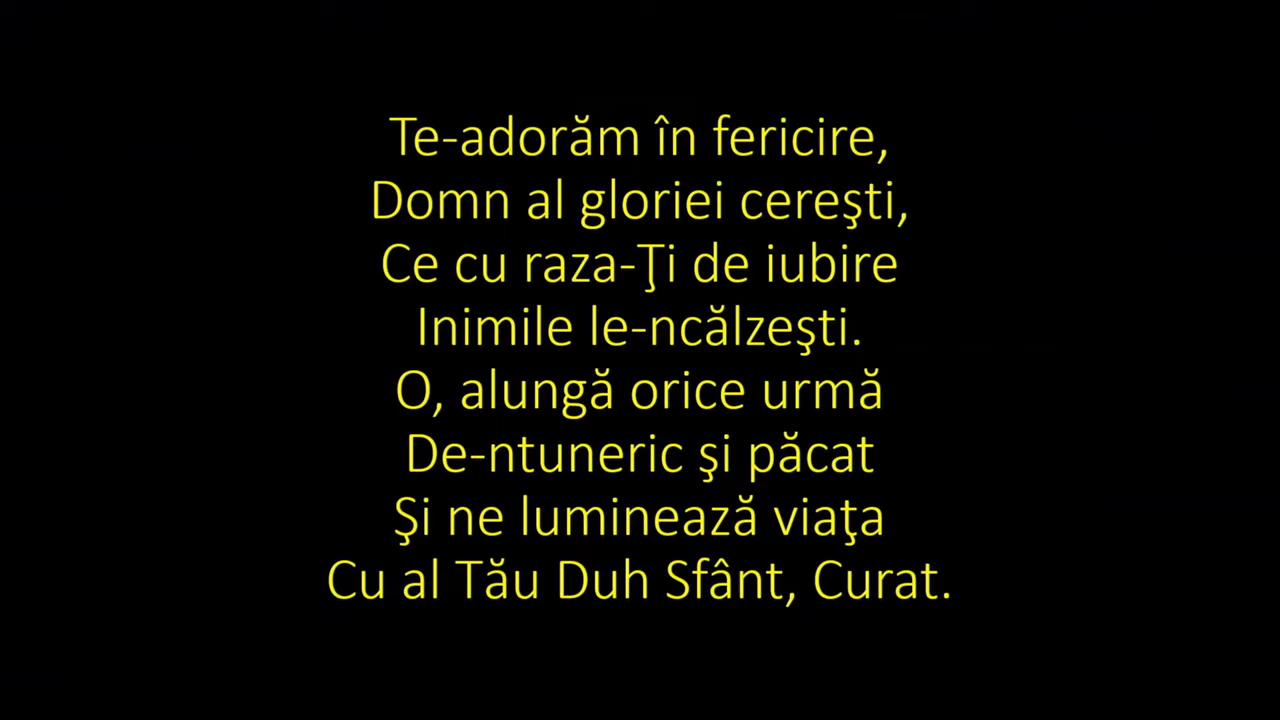 Te-adorăm în fericire,
Domn al gloriei cereşti,
Ce cu raza-Ţi de iubire
Inimile le-ncălzeşti.
O, alungă orice urmă
De-ntuneric şi păcat
Şi ne luminează viaţa
Cu al Tău Duh Sfânt, Curat.